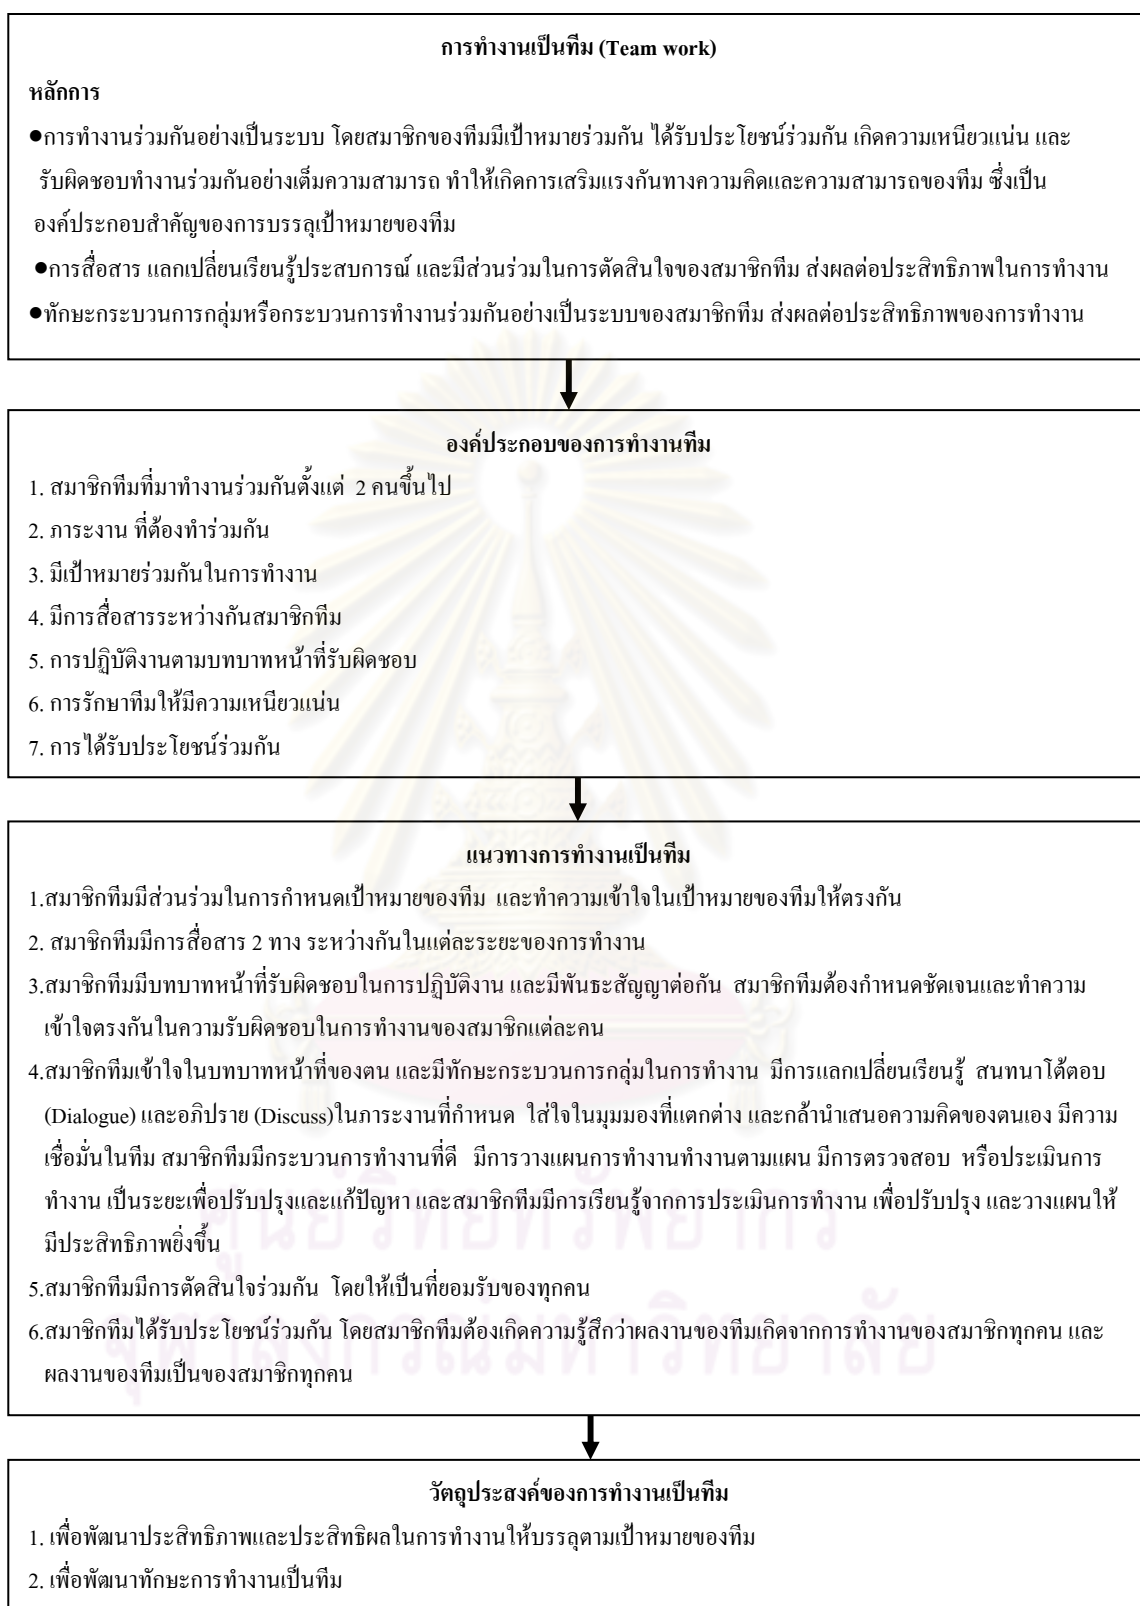 การทำงานเป็นทีม (Team work)
หลักการ
●การทำงานร่วมกันอย่างเป็นระบบ โดยสมาชิกของทีมมีเป้าหมายร่วมกัน ได้รับประโยชน์ร่วมกัน เกิดความเหนียวแน่น และ
รับผิดชอบทำงานร่วมกันอย่างเต็มความสามารถ ทำให้เกิดการเสริมแรงกันทางความคิดและความสามารถของทีม ซึ่งเป็น
องค์ประกอบสำคัญของการบรรลุเป้าหมายของทีม
●การสื่อสาร แลกเปลี่ยนเรียนรู้ประสบการณ์ และมีส่วนร่วมในการตัดสินใจของสมาชิกทีม ส่งผลต่อประสิทธิภาพในการทำงาน
●ทักษะกระบวนการกลุ่มหรือกระบวนการทำงานร่วมกันอย่างเป็นระบบของสมาชิกทีม ส่งผลต่อประสิทธิภาพของการทำงาน
องค์ประกอบของการทำงานทีม
1. สมาชิกทีมที่มาทำงานร่วมกันตั้งแต่ 2 คนขึ้นไป
2. ภาระงาน ที่ต้องทำร่วมกัน
3. มีเป้าหมายร่วมกันในการทำงาน
4. มีการสื่อสารระหว่างกันสมาชิกทีม
5. การปฏิบัติงานตามบทบาทหน้าที่รับผิดชอบ
6. การรักษาทีมให้มีความเหนียวแน่น
7. การได้รับประโยชน์ร่วมกัน
แนวทางการทำงานเป็นทีม
1.สมาชิกทีมมีส่วนร่วมในการกำหนดเป้าหมายของทีม และทำความเข้าใจในเป้าหมายของทีมให้ตรงกัน
2. สมาชิกทีมมีการสื่อสาร 2 ทาง ระหว่างกันในแต่ละระยะของการทำงาน
3.สมาชิกทีมมีบทบาทหน้าที่รับผิดชอบในการปฏิบัติงาน และมีพันธะสัญญาต่อกัน สมาชิกทีมต้องกำหนดชัดเจนและทำความ
เข้าใจตรงกันในความรับผิดชอบในการทำงานของสมาชิกแต่ละคน
4.สมาชิกทีมเข้าใจในบทบาทหน้าที่ของตน และมีทักษะกระบวนการกลุ่มในการทำงาน มีการแลกเปลี่ยนเรียนรู้ สนทนาโต้ตอบ
(Dialogue) และอภิปราย (Discuss)ในภาระงานที่กำหนด ใส่ใจในมุมมองที่แตกต่าง และกล้านำเสนอความคิดของตนเอง มีความ
เชื่อมั่นในทีม สมาชิกทีมมีกระบวนการทำงานที่ดี มีการวางแผนการทำงานทำงานตามแผน มีการตรวจสอบ หรือประเมินการ
ทำงาน เป็นระยะเพื่อปรับปรุงและแก้ปัญหา และสมาชิกทีมมีการเรียนรู้จากการประเมินการทำงาน เพื่อปรับปรุง และวางแผนให้
มีประสิทธิภาพยิ่งขึ้น
5.สมาชิกทีมมีการตัดสินใจร่วมกัน โดยให้เป็นที่ยอมรับของทุกคน
6.สมาชิกทีมได้รับประโยชน์ร่วมกัน โดยสมาชิกทีมต้องเกิดความรู้สึกว่าผลงานของทีมเกิดจากการทำงานของสมาชิกทุกคน และ
ผลงานของทีมเป็นของสมาชิกทุกคน
ศูนย์วิทยทรัพยากร
จุฬาลงกรณ์มหาวิทยาลัย
วัตถุประสงค์ของการทำงานเป็นทีม
1. เพื่อพัฒนาประสิทธิภาพและประสิทธิผลในการทำงานให้บรรลุตามเป้าหมายของทีม
2. เพื่อพัฒนาทักษะการทำงานเป็นทีม